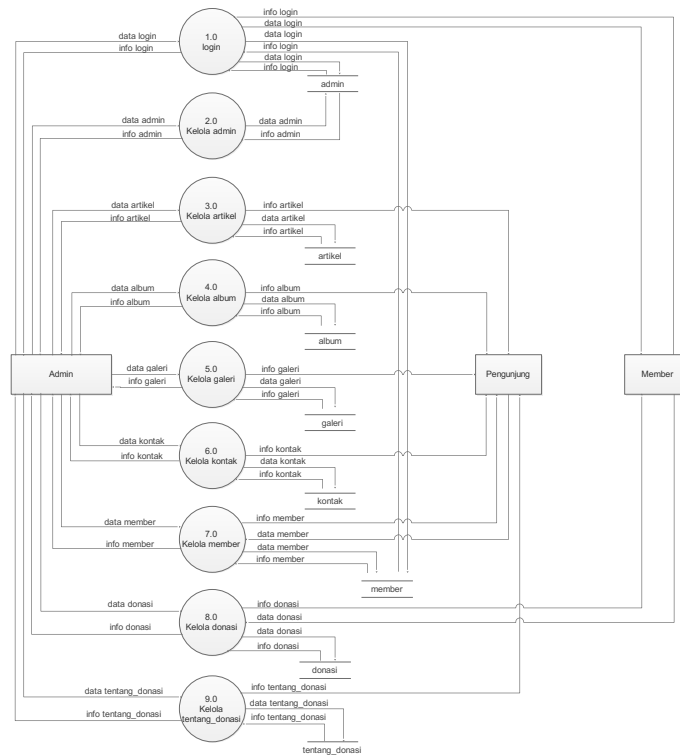 info login
data login
data login
data login
info login
info login
data login
info login
1.0
login
admin
data admin
info admin
2.0
Kelola admin
data admin
info admin
data artikel
info artikel
3.0
Kelola artikel
info artikel
data artikel
info artikel
artikel
data album
info album
4.0
Kelola album
info album
data album
info album
album
Admin
data galeri
info galeri
5.0
Kelola galeri
info galeri
data galeri
info galeri
galeri
Pengunjung
Member
data kontak
info kontak
6.0
Kelola kontak
info kontak
data kontak
info kontak
kontak
data member
info member
7.0
Kelola member
info member
data member
data member
info member
member
data donasi
info donasi
8.0
Kelola donasi
info donasi
data donasi
data donasi
info donasi
donasi
data tentang_donasi
info tentang_donasi
9.0
Kelola
tentang_donasi
info tentang_donasi
data tentang_donasi
info tentang_donasi
tentang_donasi